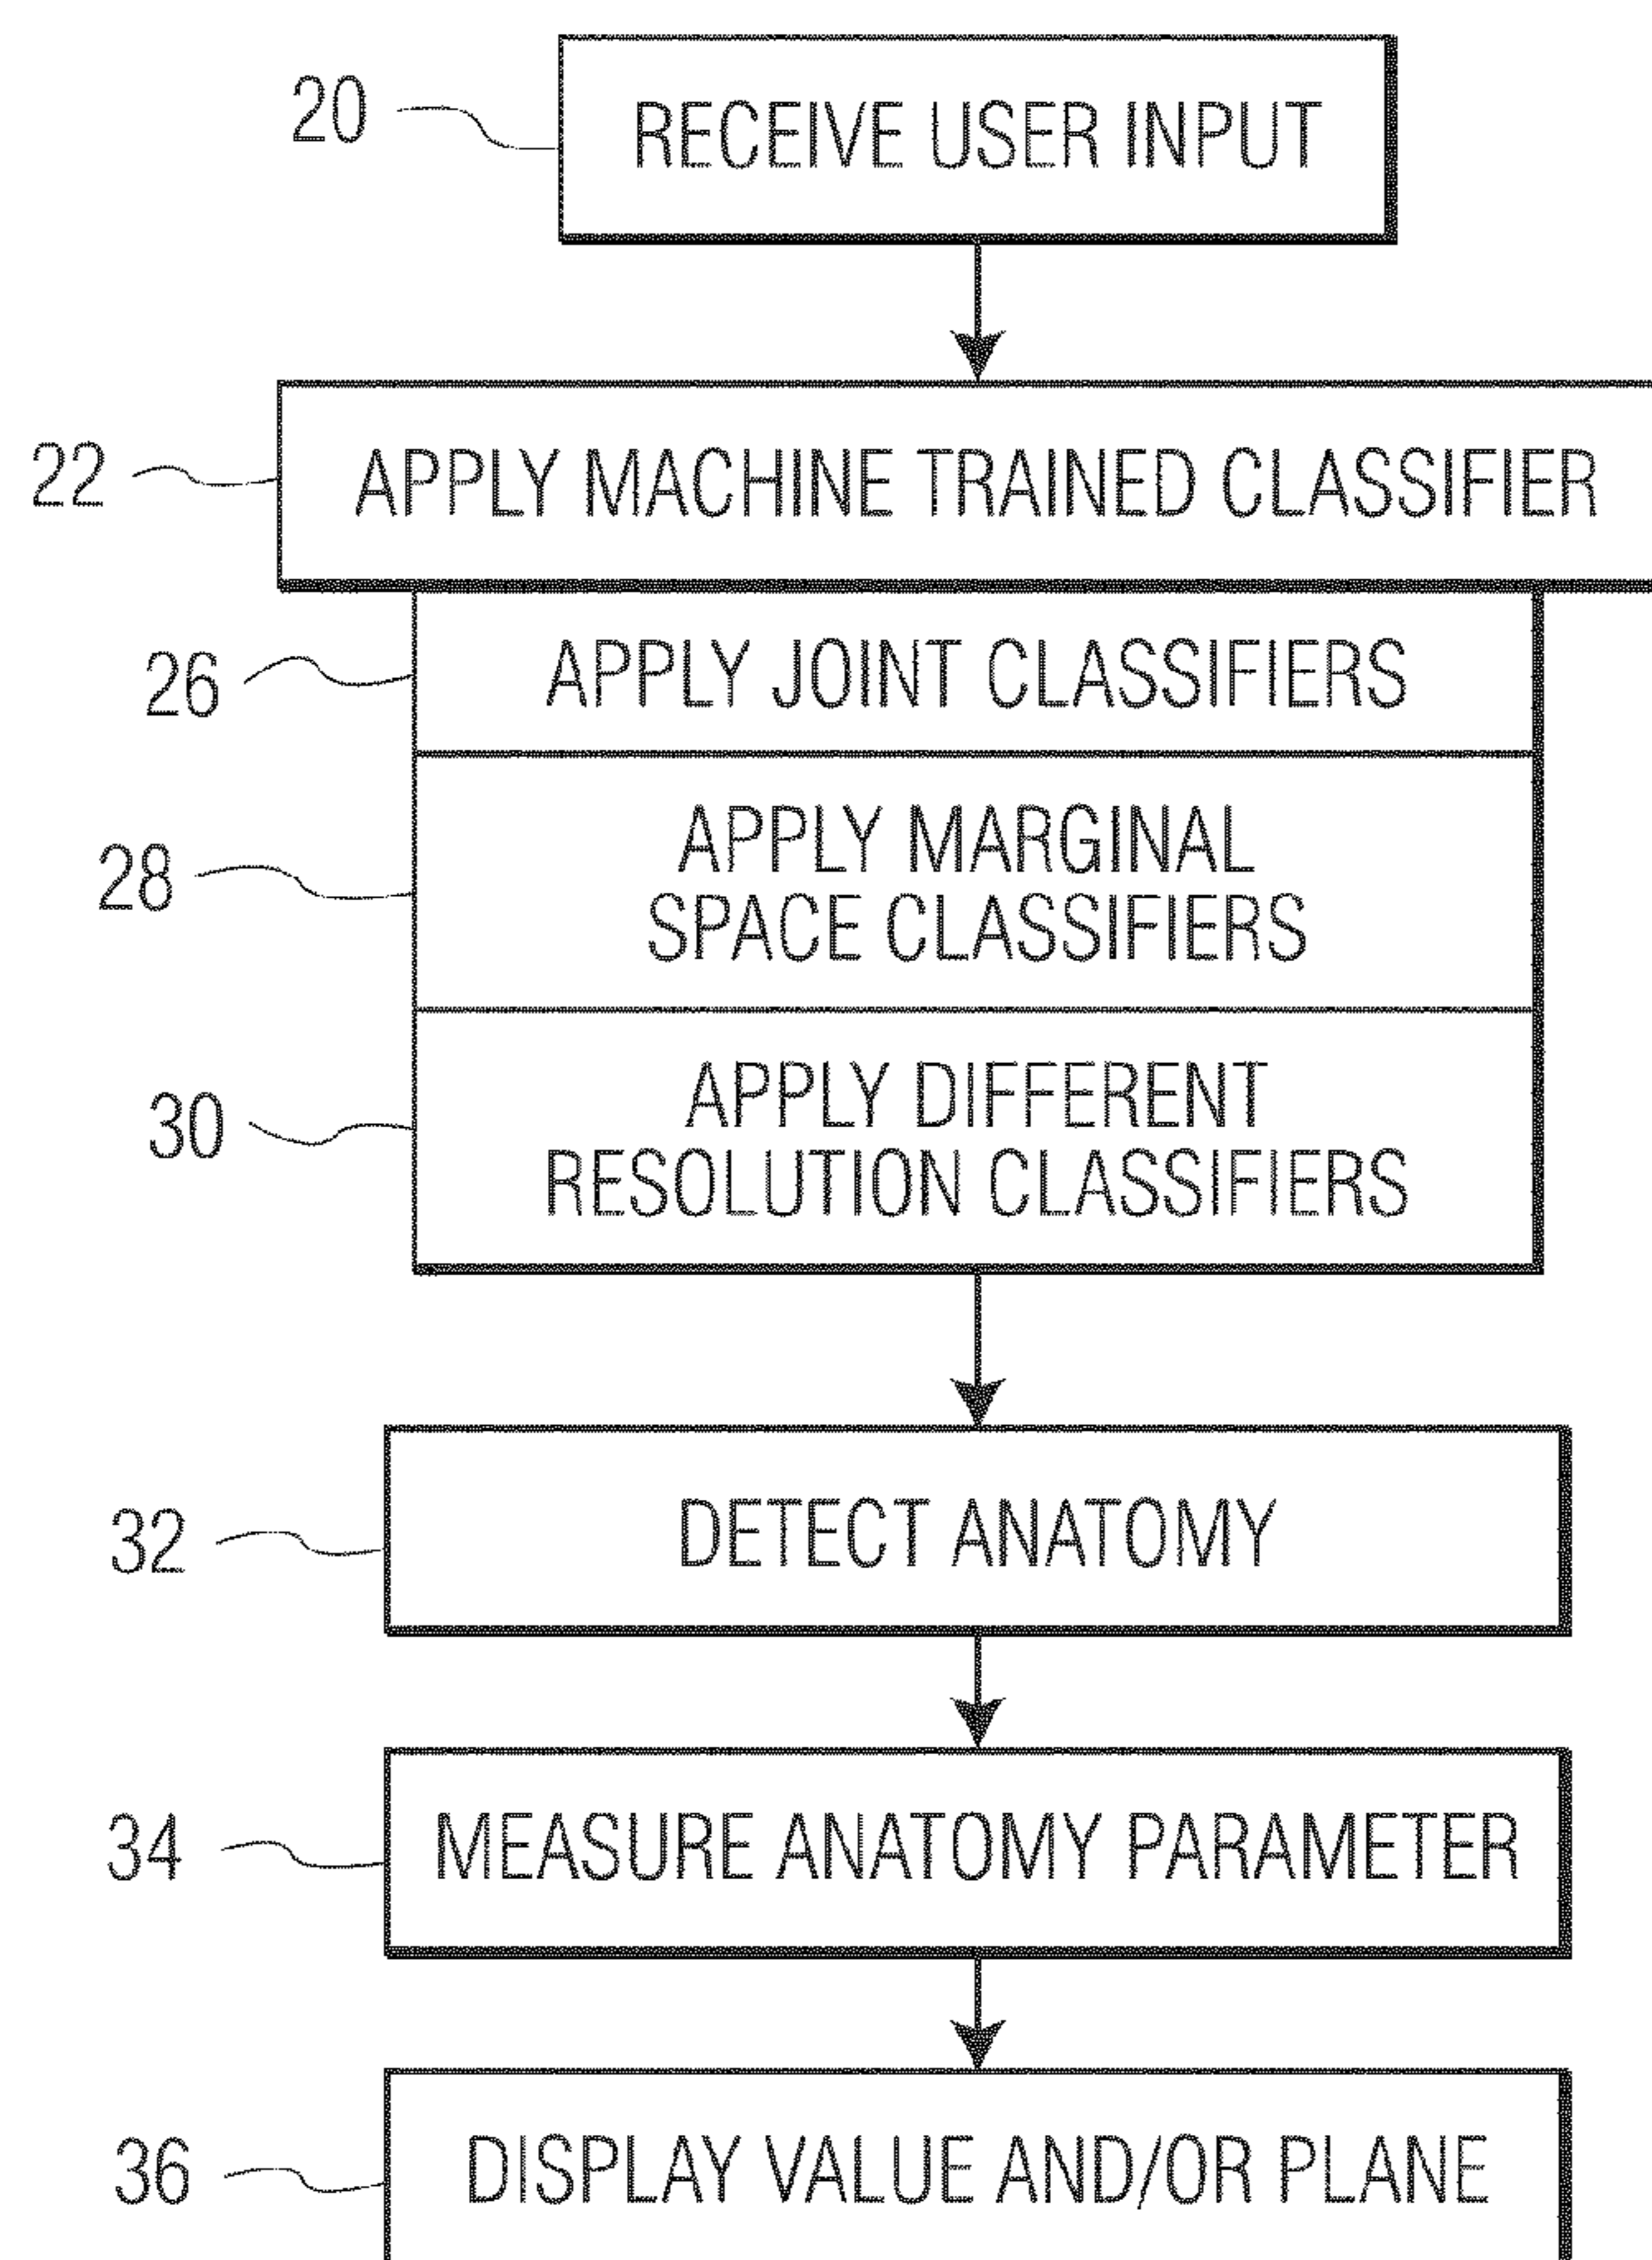 20
RECEIVE USER INPUT
22
APPLY MACHINE TRAINED CLASSIFIER
26
APPLY JOINT CLASSIFIERS
28
APPLY MARGINAL
SPACE CLASSIFIERS
30
APPLY DIFFERENT
RESOLUTION CLASSIFIERS
32
DETECT ANATOMY
34
MEASURE ANATOMY PARAMETER
36
DISPLAY VALUE AND/OR PLANE